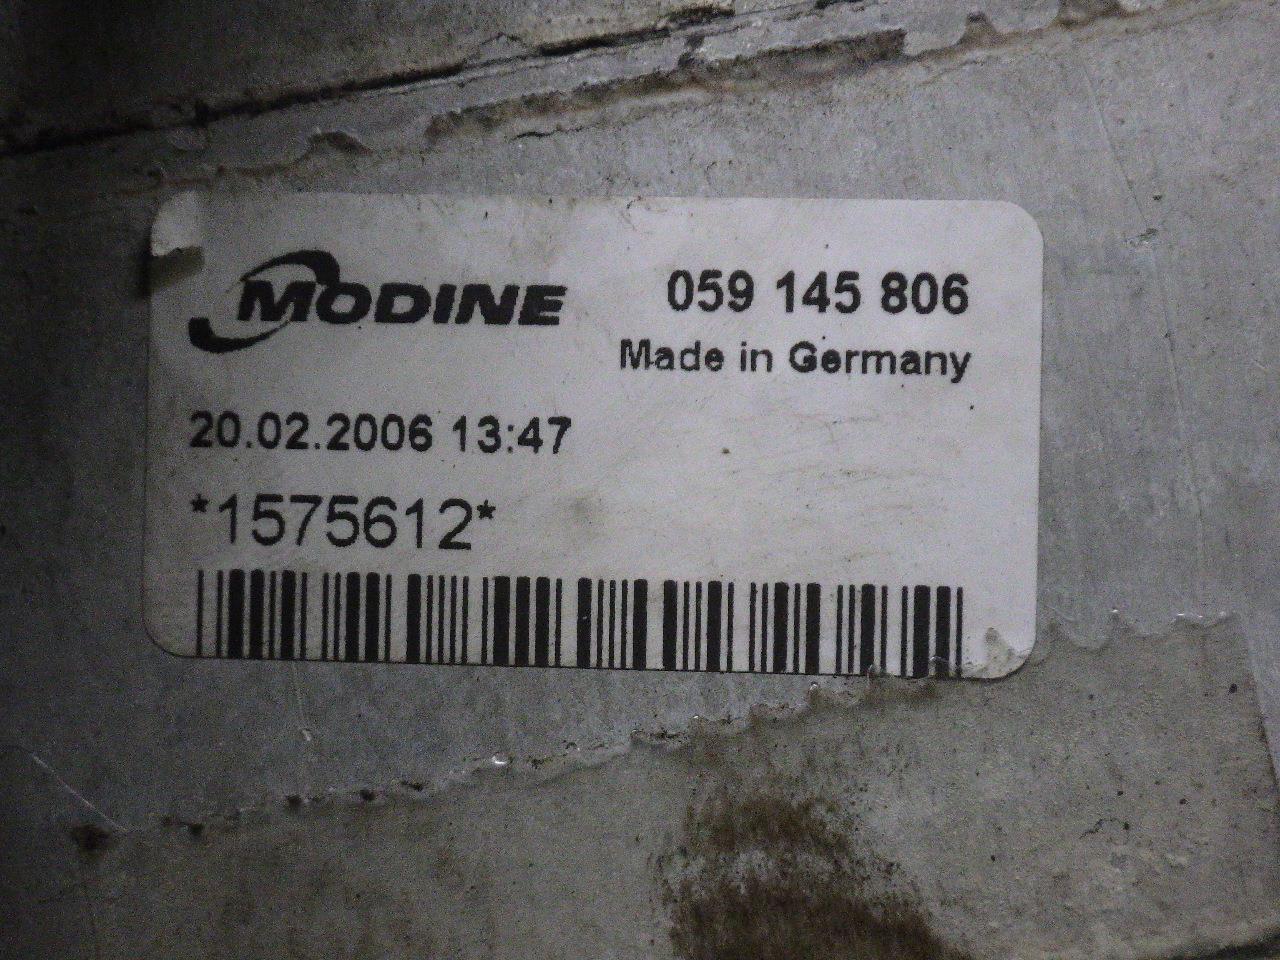 MODINE
059 145 806
Made in Germany
20.02.2006 13:47
*1575612*